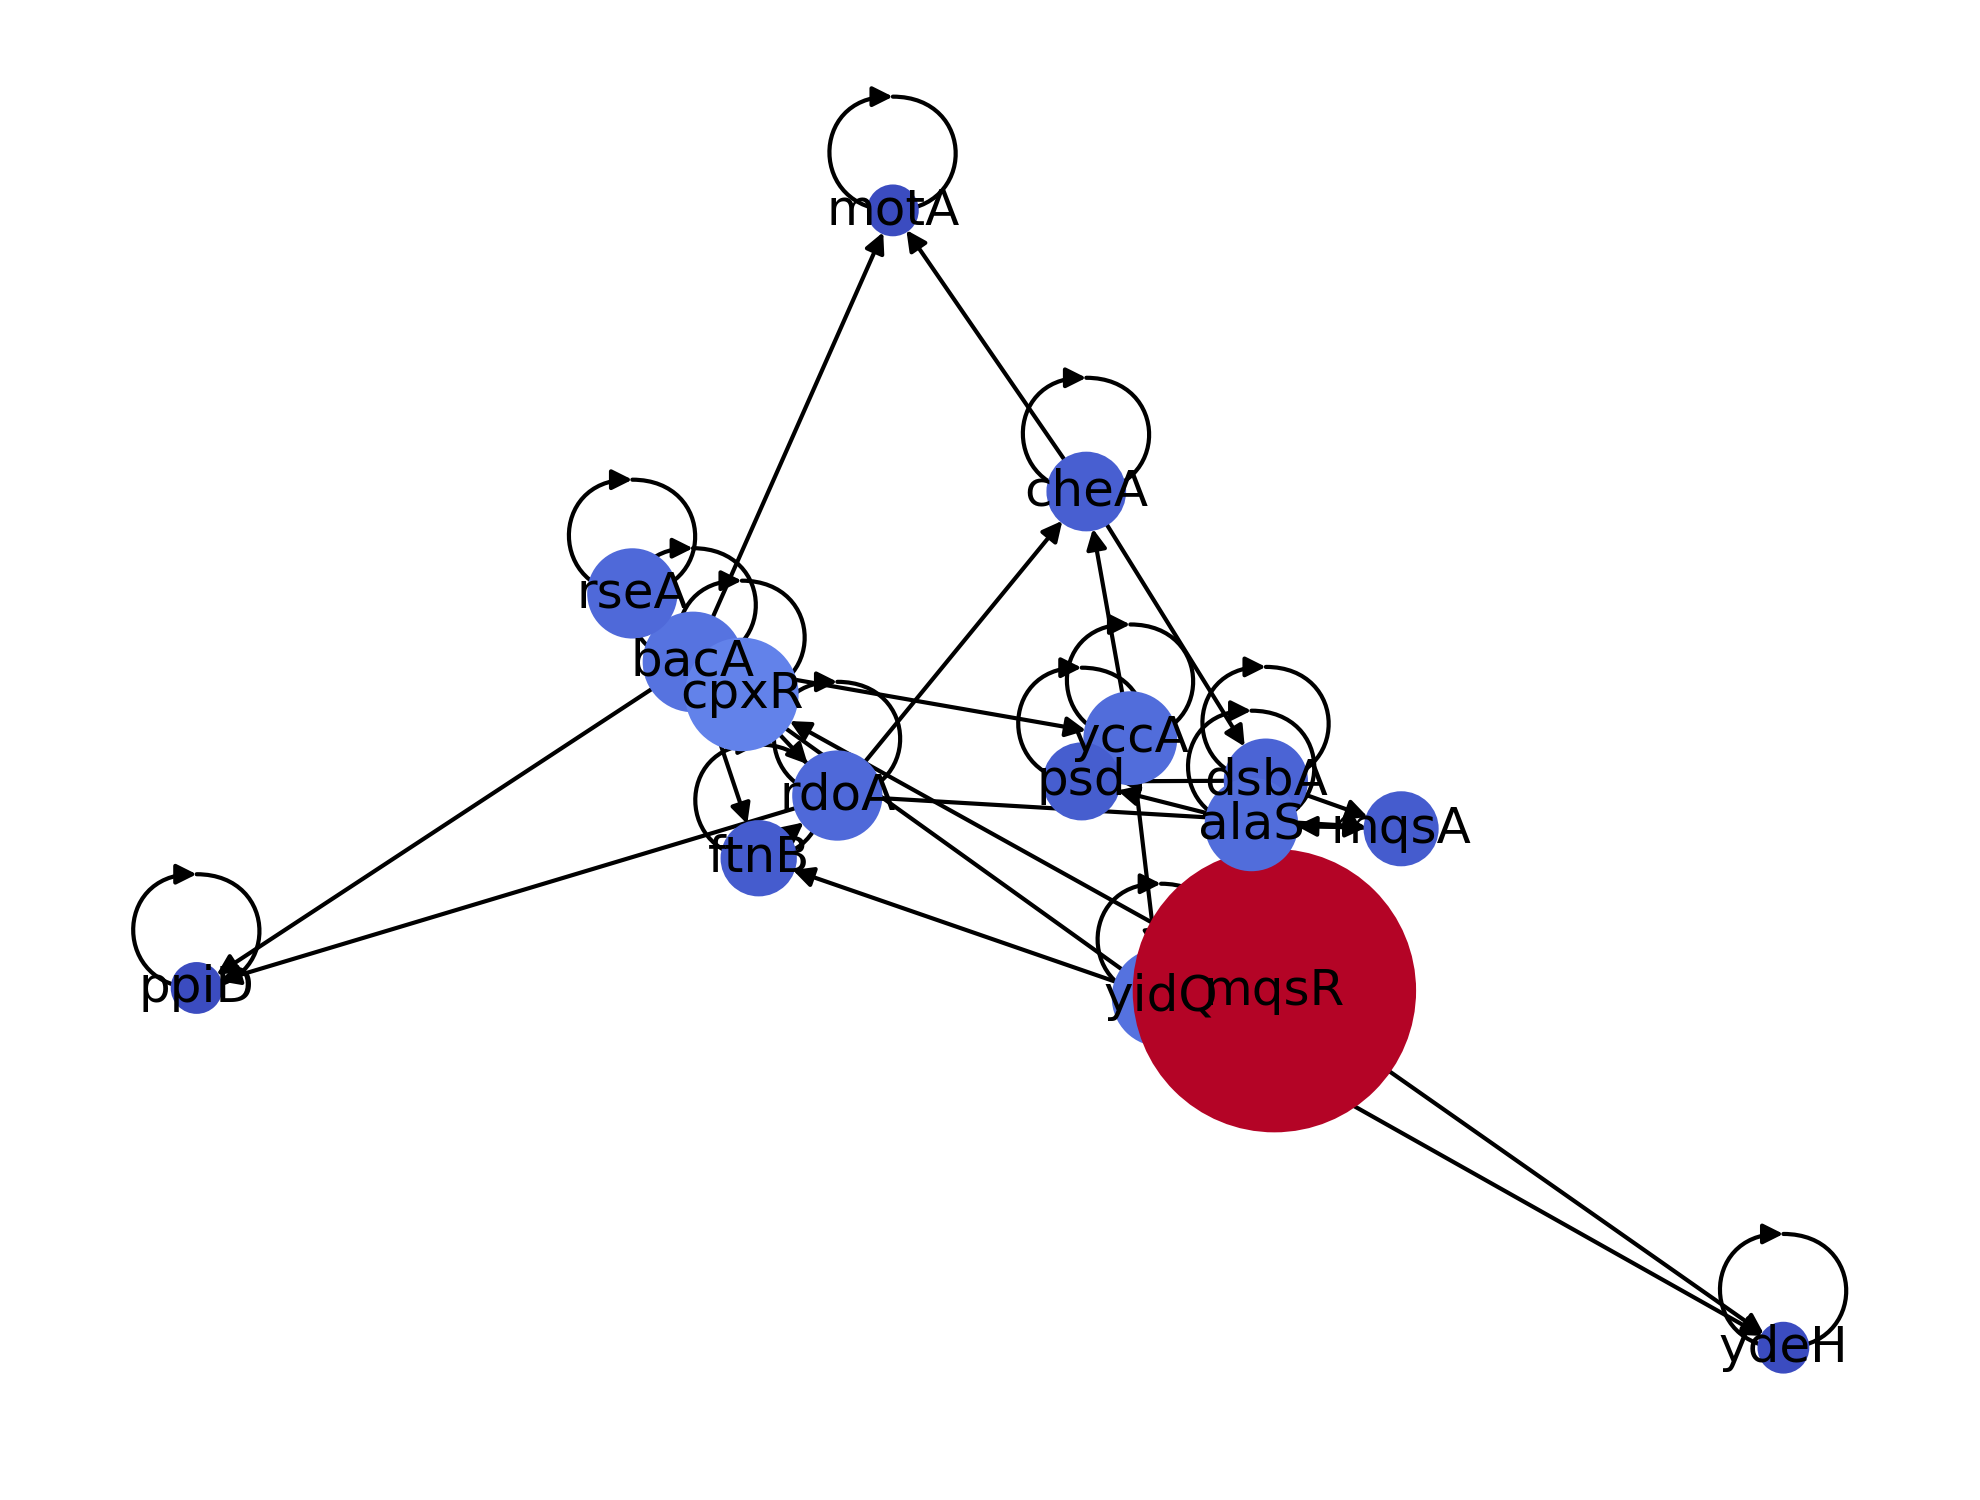 motA
cheA
rseA
bacA
cpxR
yccA
psd
dsbA
rdoA
alaS
mqsA
ftnB
ppiD
yidQ
mqsR
ydeH